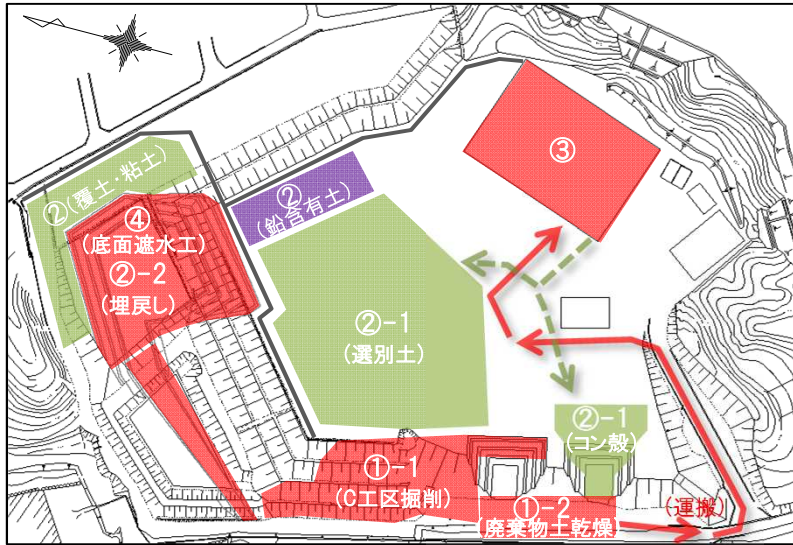 ③
②(覆土・粘土)
②
(鉛含有土)
④
(底面遮水工)
②-2
(埋戻し)
②-1
(選別土)
②-1
(コン殻)
①-1
(C工区掘削)
①-2
(廃棄物土乾燥)
(運搬)